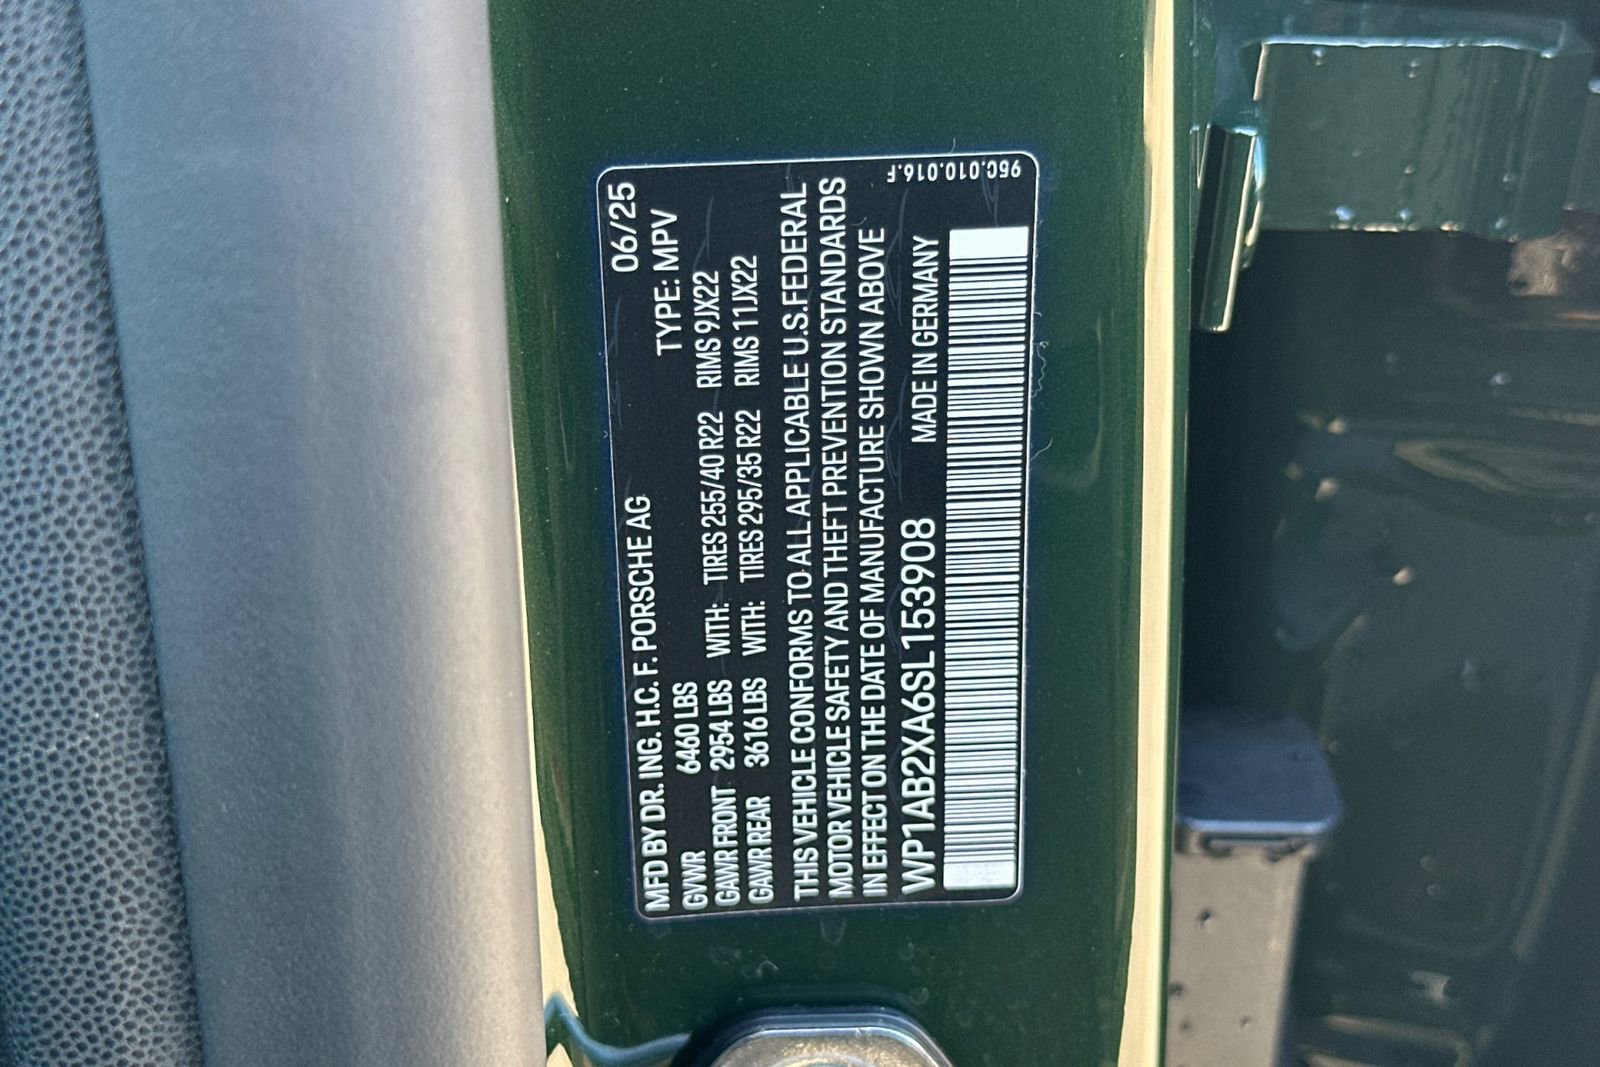 06/25
MFD BY DR. ING. H.C. F. PORSCHE AG TYPE: MPV
GVWR 6460 LBS
GAWR FRONT 2954 LBS WITH: TIRES 255/40 R22 RIMS 9JX22
GAWR REAR 3616 LBS WITH: TIRES 295/35 R22 RIMS 11JX22
THIS VEHICLE CONFORMS TO ALL APPLICABLE U.S. FEDERAL
MOTOR VEHICLE SAFETY AND THEFT PREVENTION STANDARDS
IN EFFECT ON THE DATE OF MANUFACTURE SHOWN ABOVE
WP1AB2XA6SL153908 MADE IN GERMANY
95C.010.016.F